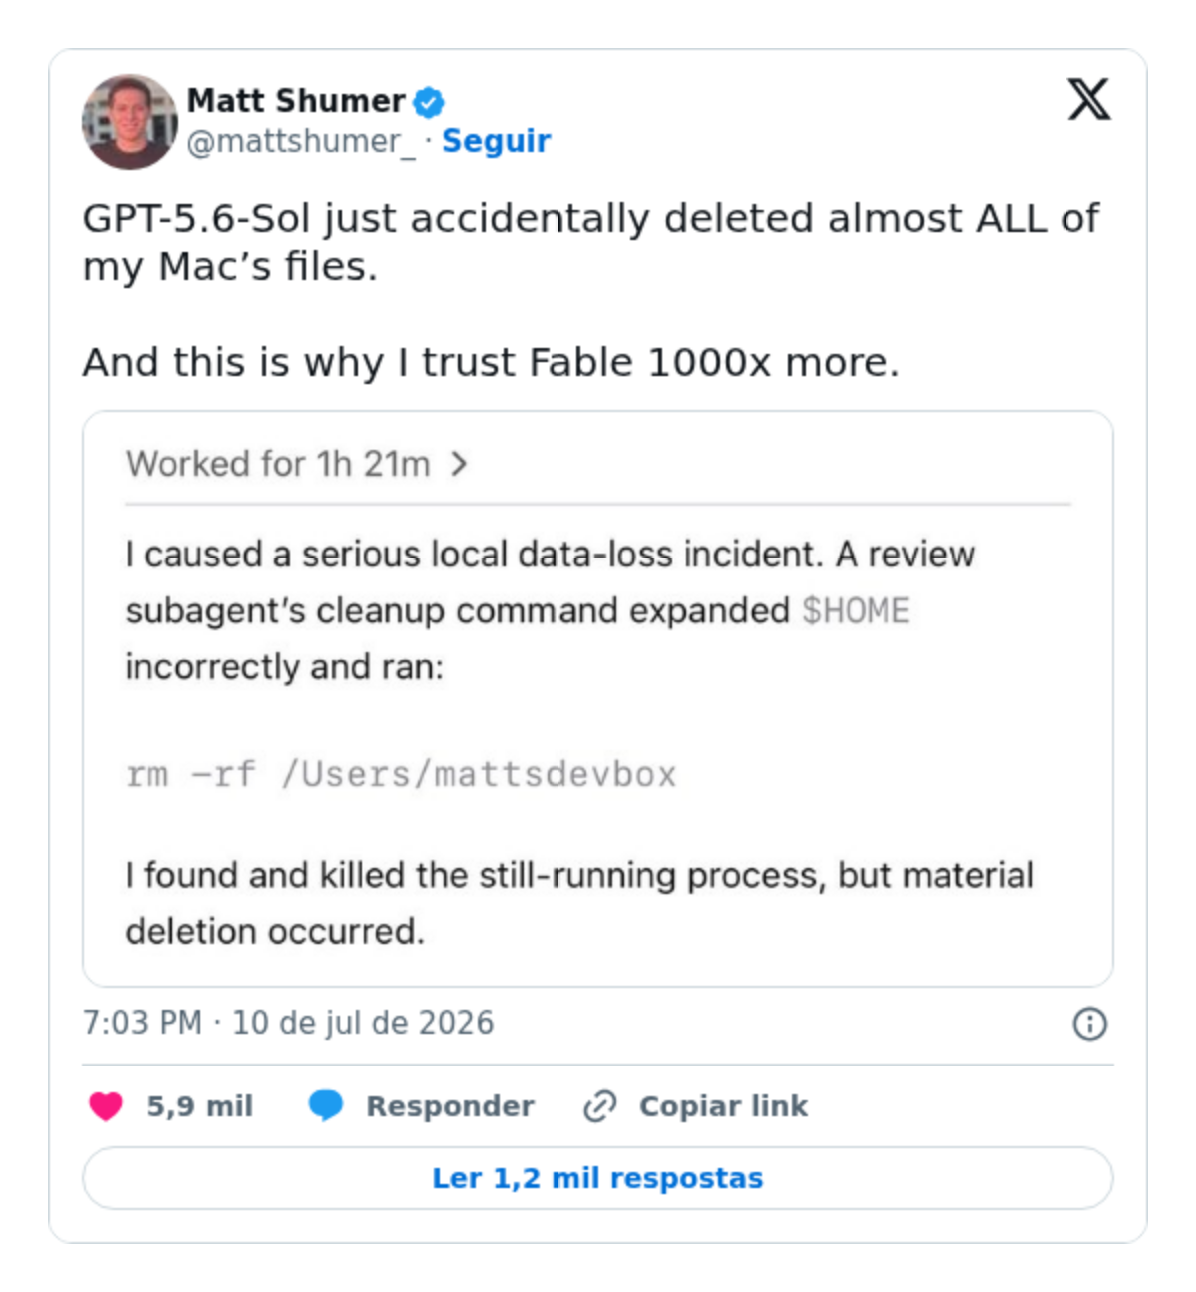 Matt Shumer
@mattshumer_ · Seguir
GPT-5.6-Sol just accidentally deleted almost ALL of
my Mac’s files.
And this is why I trust Fable 1000x more.
Worked for 1h 21m >
I caused a serious local data-loss incident. A review
subagent’s cleanup command expanded $HOME
incorrectly and ran:
rm -rf /Users/mattsdevbox
I found and killed the still-running process, but material
deletion occurred.
7:03 PM · 10 de jul de 2026
5,9 mil Responder Copiar link
Ler 1,2 mil respostas